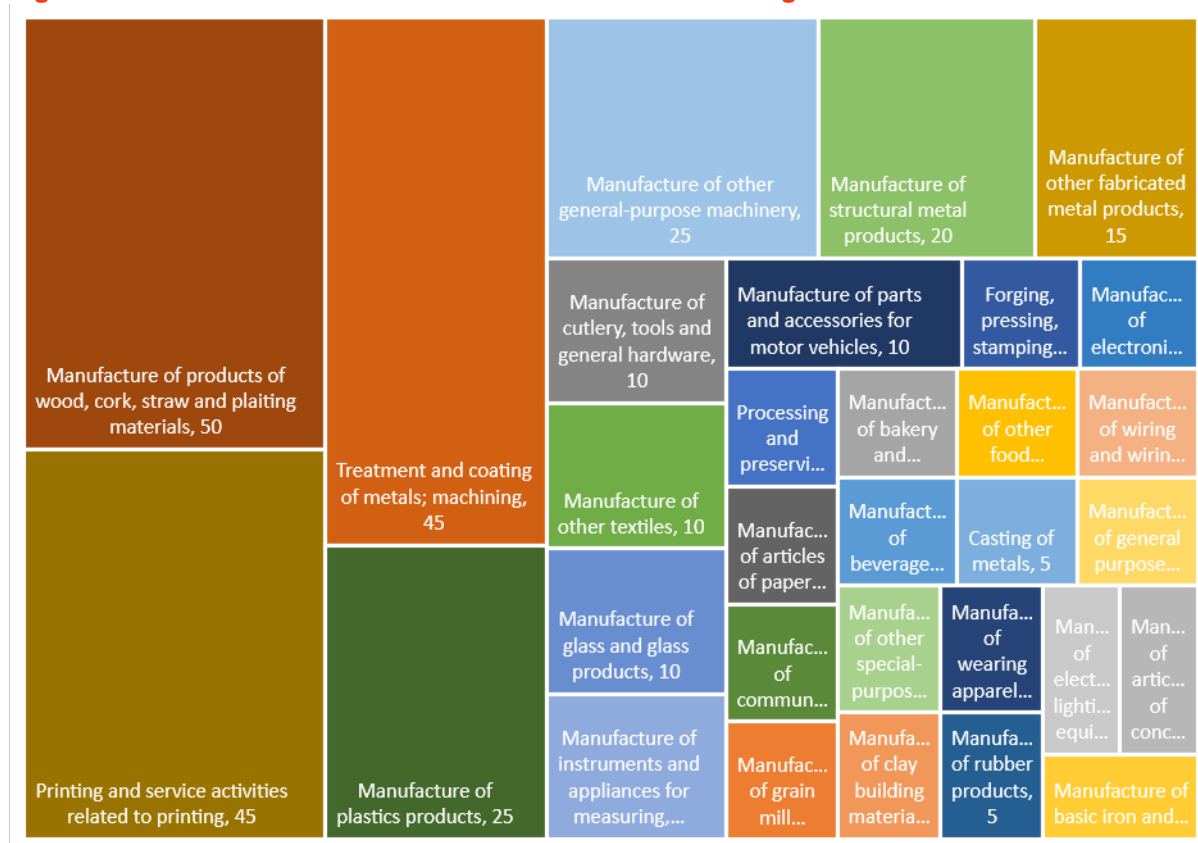 Manufacture of products of
wood, cork, straw and plaiting
materials, 50
Printing and service activities
related to printing, 45
Treatment and coating
of metals; machining,
45
Manufacture of
plastics products, 25
Manufacture of other
general-purpose machinery,
25
Manufacture of
structural metal
products, 20
Manufacture of
other fabricated
metal products,
15
Manufacture of
cutlery, tools and
general hardware,
10
Manufacture of
other textiles, 10
Manufacture of
glass and glass
products, 10
Manufacture of
instruments and
appliances for
measuring,...
Manufacture of parts
and accessories for
motor vehicles, 10
Forging,
pressing,
stamping...
Manufac...
of
electroni...
Processing
and
preservi...
Manufac...
of articles
of paper...
Manufac...
of
commun...
Manufac...
of grain
mill...
Manufact...
of bakery
and...
Manufact...
of other
food...
Manufact...
of wiring
and wirin...
Manufact...
of
beverage...
Casting of
metals, 5
Manufact...
of general
purpose...
Manufa...
of other
special-
purpos...
Manufa...
of
wearing
apparel...
Man...
of
elect...
lighti...
equi...
Man...
of
artic...
of
conc...
Manufa...
of clay
building
materia...
Manufa...
of rubber
products,
5
Manufacture of
basic iron and...